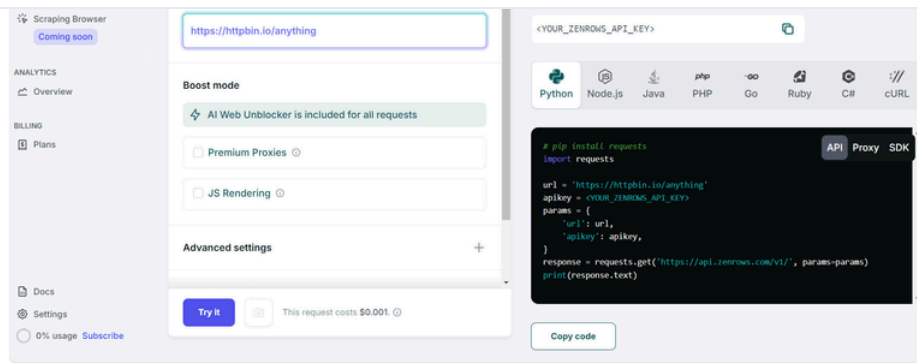 Scraping Browser
Coming soon
ANALYTICS
Overview
BILLING
Plans
Docs
Settings
0% usage Subscribe
https://httpbin.io/anything
Boost mode
AI Web Unblocker is included for all requests
Premium Proxies
JS Rendering
Advanced settings
+
Try it
This request costs $0.001.
<YOUR_ZENROWS_API_KEY>
JS php GO ://
Python Node.js Java PHP Go Ruby C# cURL
API Proxy SDK
# pip install requests
import requests
url = 'https://httpbin.io/anything'
apikey = <YOUR_ZENROWS_API_KEY>
params = {
'url': url,
'apikey': apikey,
}
response = requests.get('https://api.zenrows.com/v1/', params=params)
print(response.text)
Copy code